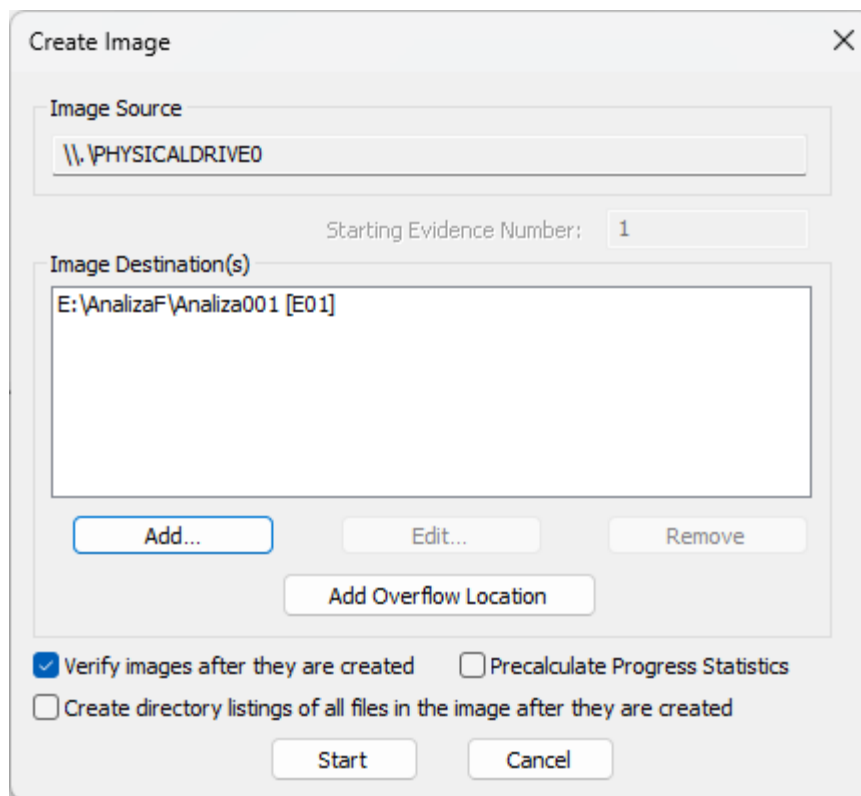 Create Image
Image Source
\\.\PHYSICALDRIVE0
Starting Evidence Number: 1
Image Destination(s)
E:\AnalizaF\Analiza001 [E01]
Add... Edit... Remove
Add Overflow Location
Verify images after they are created Precalculate Progress Statistics
Create directory listings of all files in the image after they are created
Start Cancel